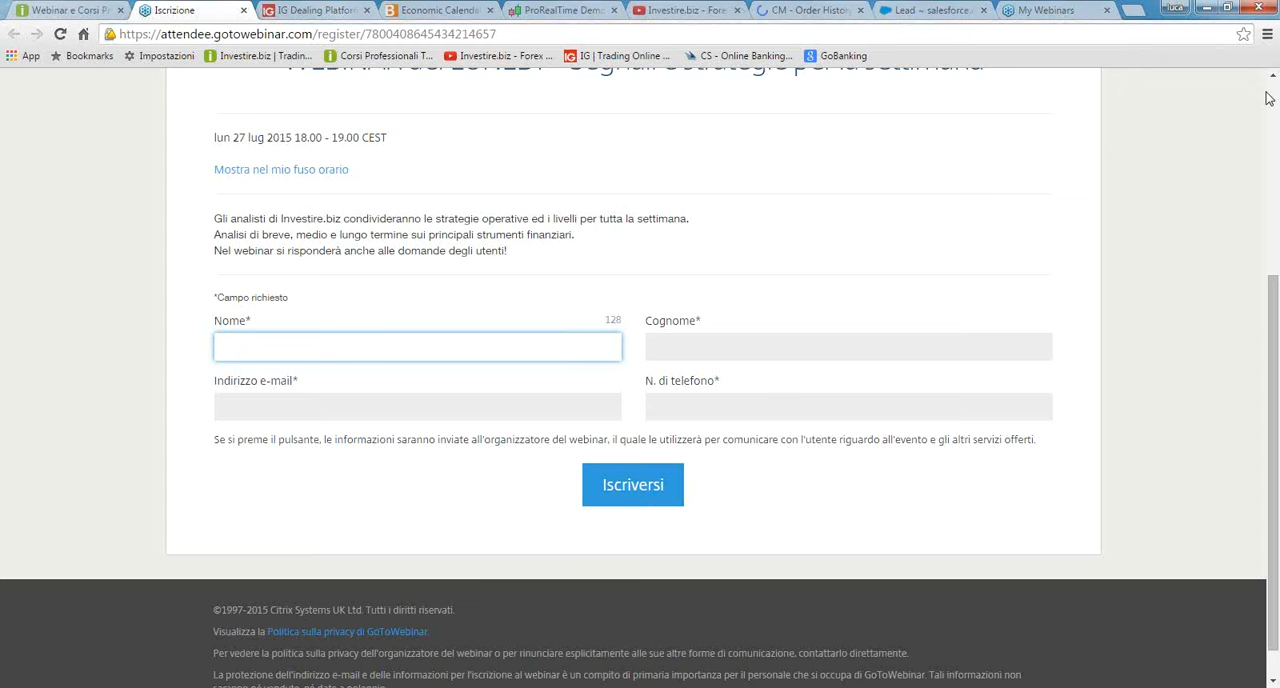 Webinar e Corsi P
Iscrizione
IG Dealing Platform
Economic Calenda
ProRealTime Dem
Investire.biz - Fore
CM - Order History
Lead ~ salesforce.
My Webinars
luca
https://attendee.gotowebinar.com/register/7800408645434214657
App
Bookmarks
Impostazioni
Investire.biz | Tradin...
Corsi Professionali T...
Investire.biz - Forex ...
IG | Trading Online ...
CS - Online Banking...
GoBanking
lun 27 lug 2015 18.00 - 19.00 CEST
Mostra nel mio fuso orario
Gli analisti di Investire.biz condivideranno le strategie operative ed i livelli per tutta la settimana.
Analisi di breve, medio e lungo termine sui principali strumenti finanziari.
Nel webinar si risponderà anche alle domande degli utenti!
*Campo richiesto
Nome*
128
Cognome*
Indirizzo e-mail*
N. di telefono*
Se si preme il pulsante, le informazioni saranno inviate all'organizzatore del webinar, il quale le utilizzerà per comunicare con l'utente riguardo all'evento e gli altri servizi offerti.
Iscriversi
©1997-2015 Citrix Systems UK Ltd. Tutti i diritti riservati.
Visualizza la Politica sulla privacy di GoToWebinar.
Per vedere la politica sulla privacy dell'organizzatore del webinar o per rinunciare esplicitamente alle sue altre forme di comunicazione, contattarlo direttamente.
La protezione dell'indirizzo e-mail e delle informazioni per l'iscrizione al webinar è un compito di primaria importanza per il personale che si occupa di GoToWebinar. Tali informazioni non